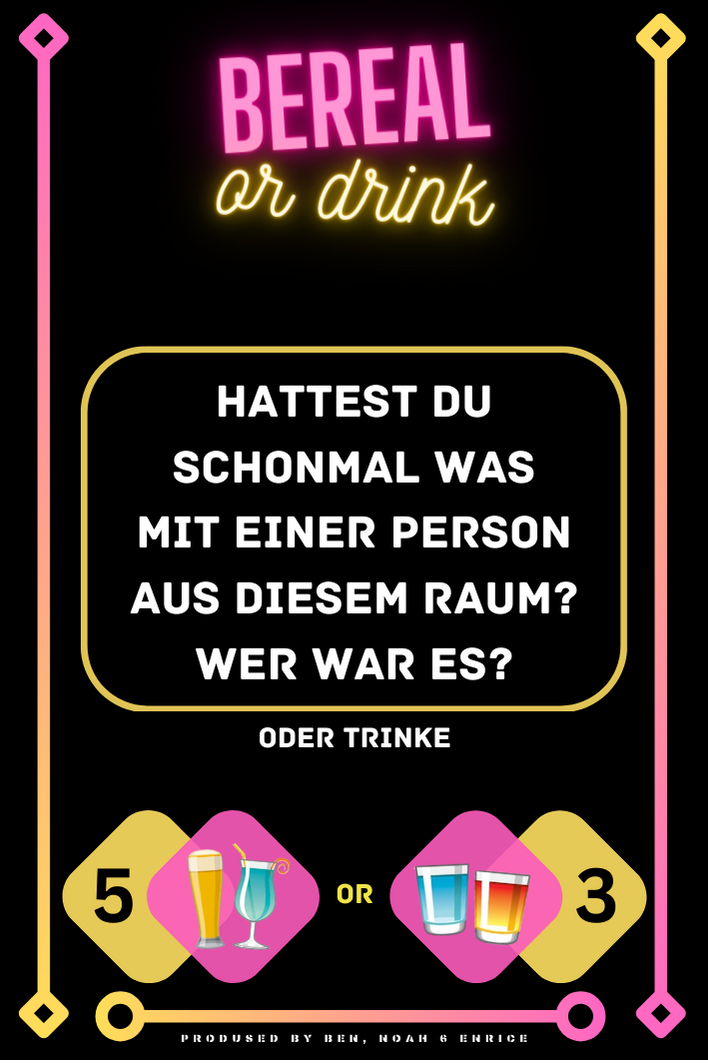 BEREAL
or drink
HATTEST DU
SCHONMAL WAS
MIT EINER PERSON
AUS DIESEM RAUM?
WER WAR ES?
ODER TRINKE
5 OR 3
PRODUSED BY BEN, NOAH & ENRICE